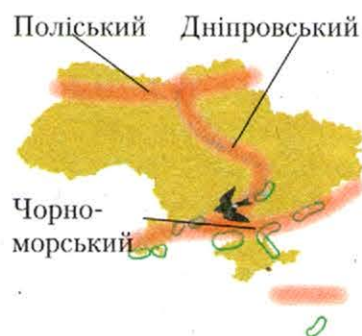 Поліський
Дніпровський
Чорно-
морський